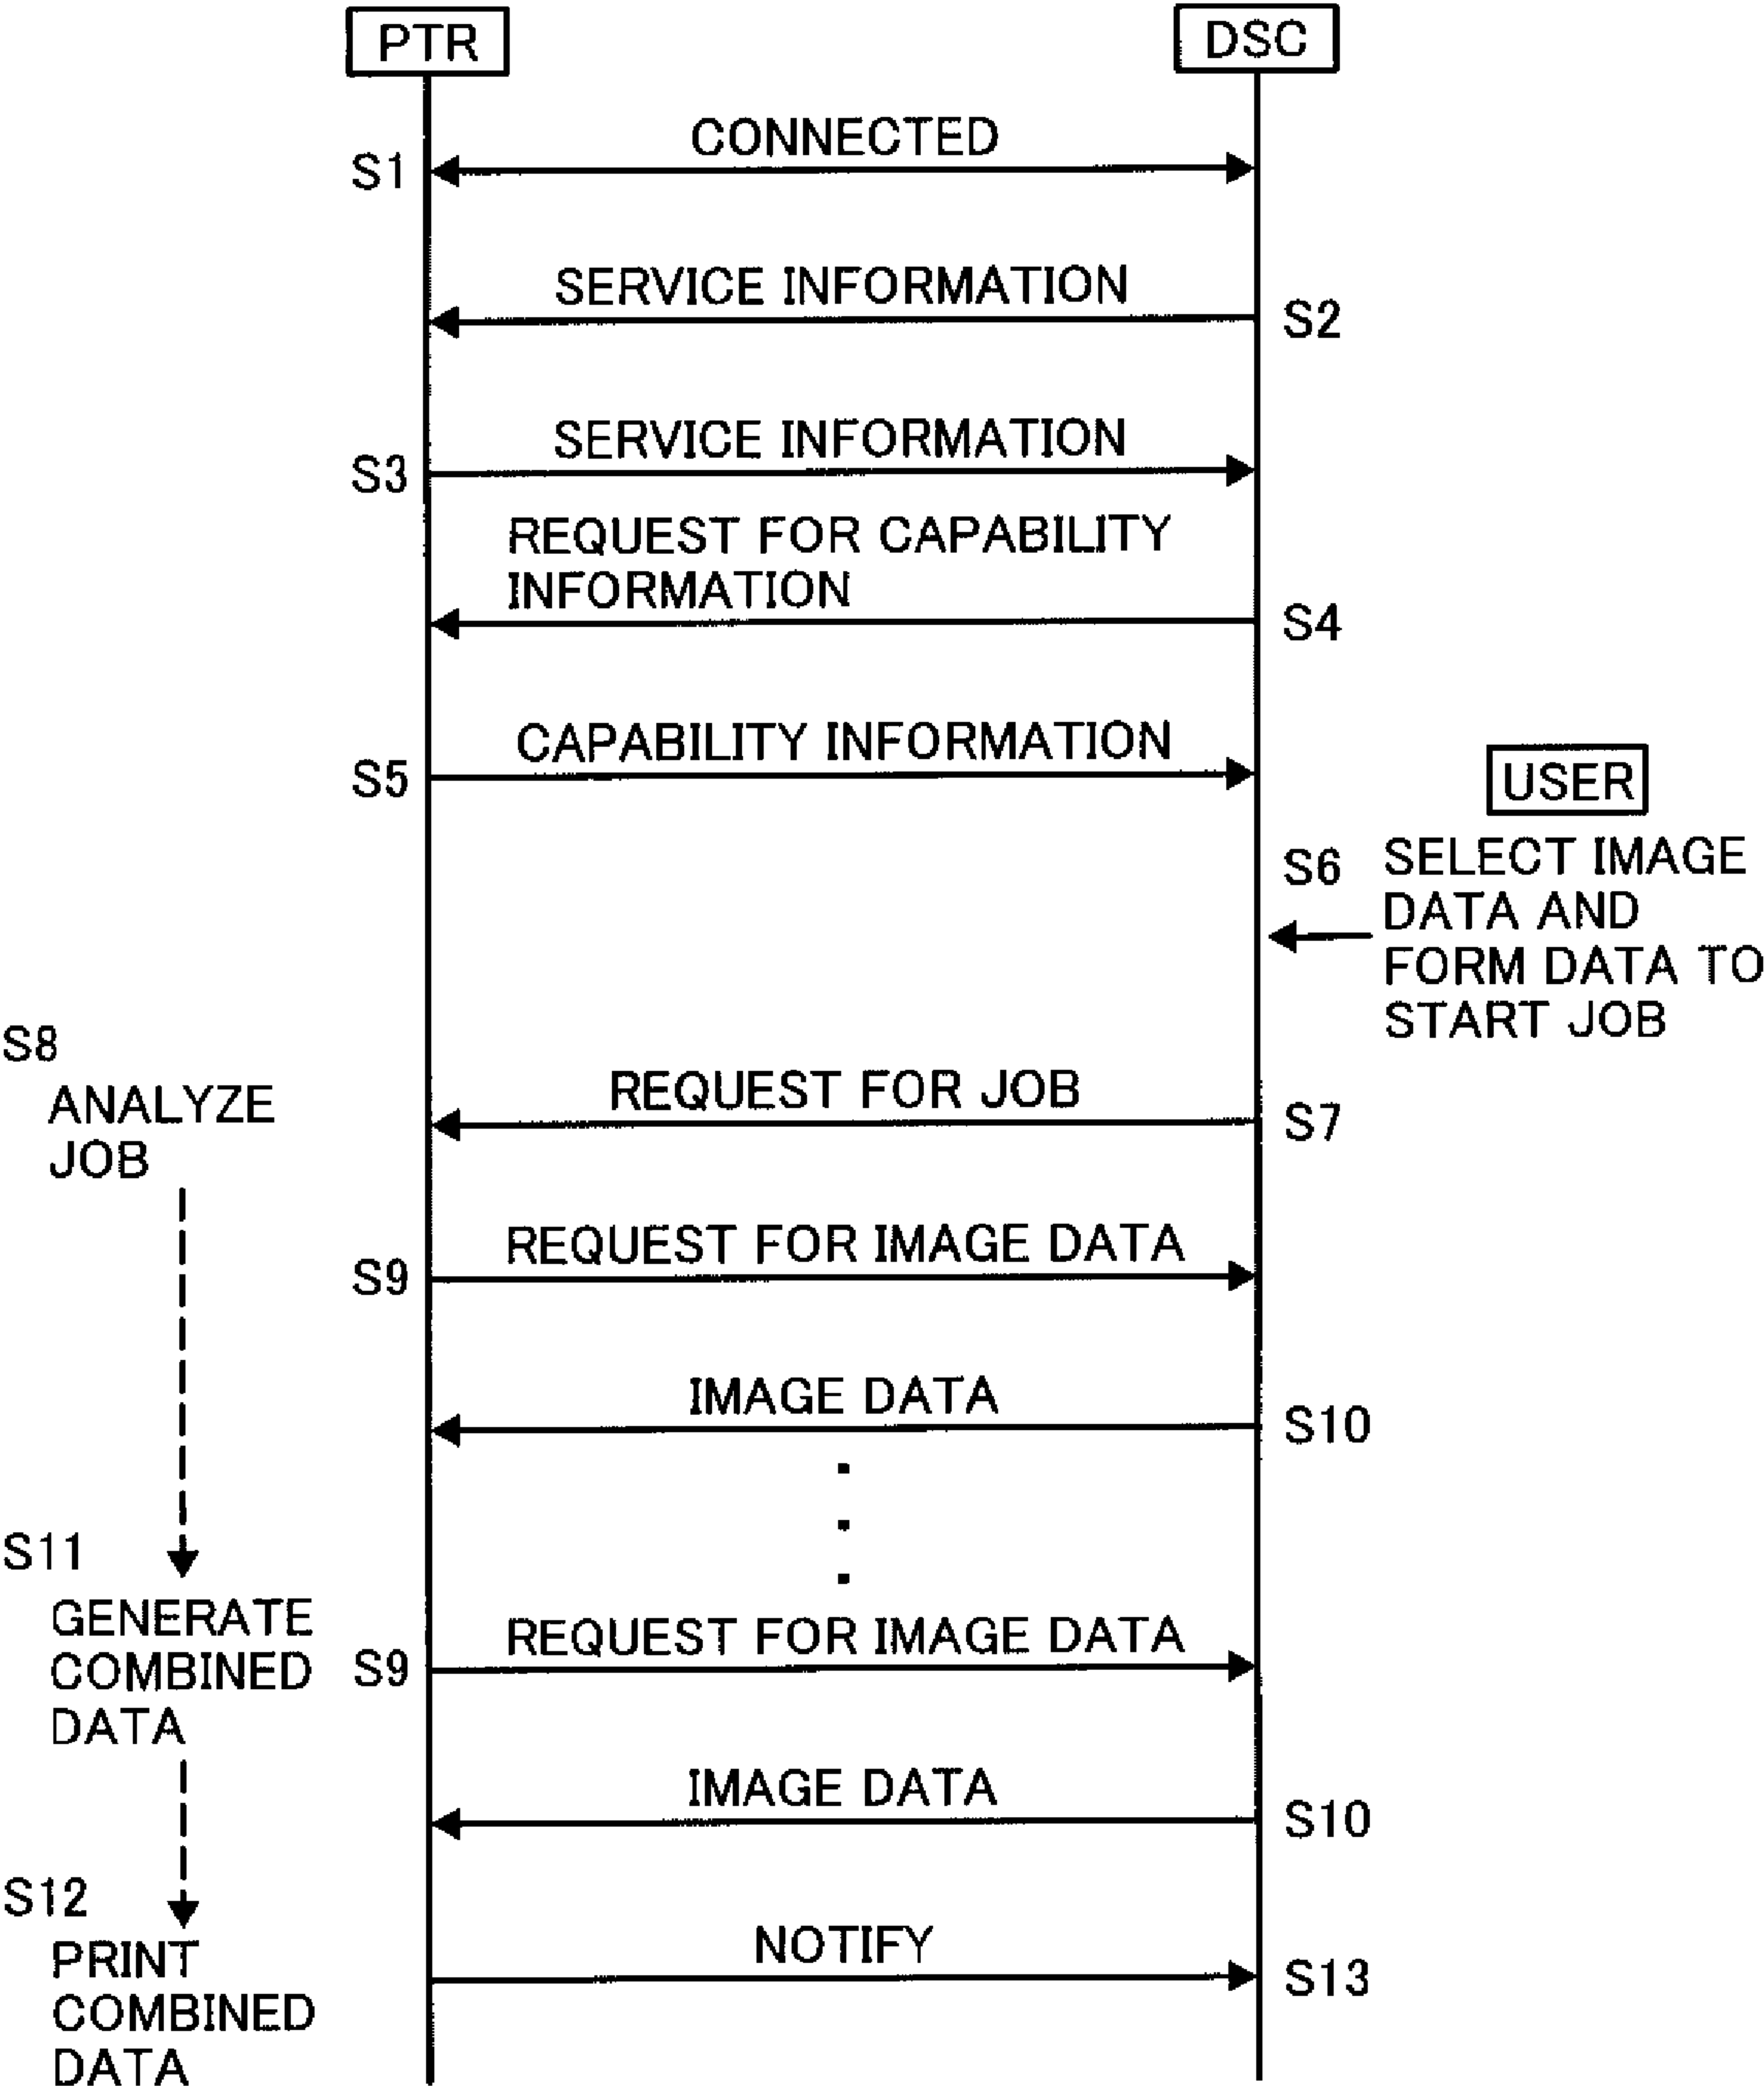 PTR
DSC
CONNECTED
S1
SERVICE INFORMATION
S2
SERVICE INFORMATION
S3
REQUEST FOR CAPABILITY
INFORMATION
S4
CAPABILITY INFORMATION
S5
USER
S6
SELECT IMAGE
DATA AND
FORM DATA TO
START JOB
S8
ANALYZE
JOB
REQUEST FOR JOB
S7
REQUEST FOR IMAGE DATA
S9
IMAGE DATA
S10
S11
GENERATE
COMBINED
DATA
REQUEST FOR IMAGE DATA
S9
IMAGE DATA
S10
S12
PRINT
COMBINED
DATA
NOTIFY
S13